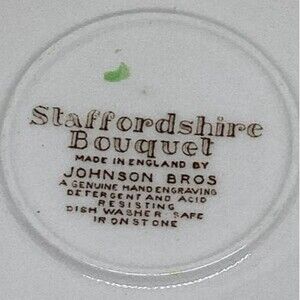 Staffordshire
Bouquet
MADE IN ENGLAND BY
JOHNSON BROS
A GENUINE HAND ENGRAVING
DETERGENT AND ACID
RESISTING
DISH WASHER SAFE
IRONSTONE